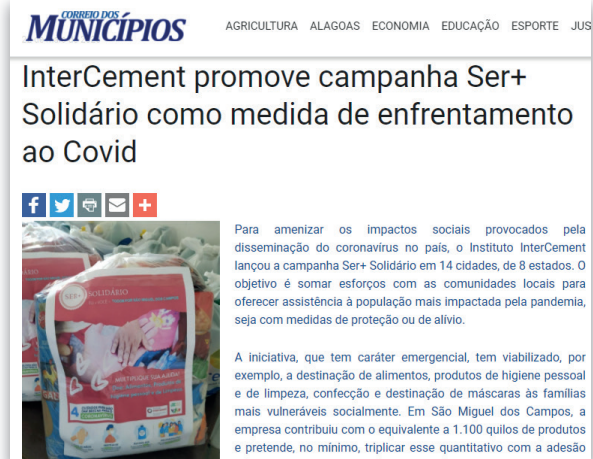 CORREIO DOS
MUNICÍPIOS
AGRICULTURA ALAGOAS ECONOMIA EDUCAÇÃO ESPORTE JUS
InterCement promove campanha Ser+
Solidário como medida de enfrentamento
ao Covid
Para amenizar os impactos sociais provocados pela
disseminação do coronavírus no país, o Instituto InterCement
lançou a campanha Ser+ Solidário em 14 cidades, de 8 estados. O
objetivo é somar esforços com as comunidades locais para
oferecer assistência à população mais impactada pela pandemia,
seja com medidas de proteção ou de alívio.
A iniciativa, que tem caráter emergencial, tem viabilizado, por
exemplo, a destinação de alimentos, produtos de higiene pessoal
e de limpeza, confecção e destinação de máscaras às famílias
mais vulneráveis socialmente. Em São Miguel dos Campos, a
empresa contribuiu com o equivalente a 1.100 quilos de produtos
e pretende, no mínimo, triplicar esse quantitativo com a adesão
SER+ SOLIDÁRIO
MULTIPLIQUE SOLIDARIEDADE
4